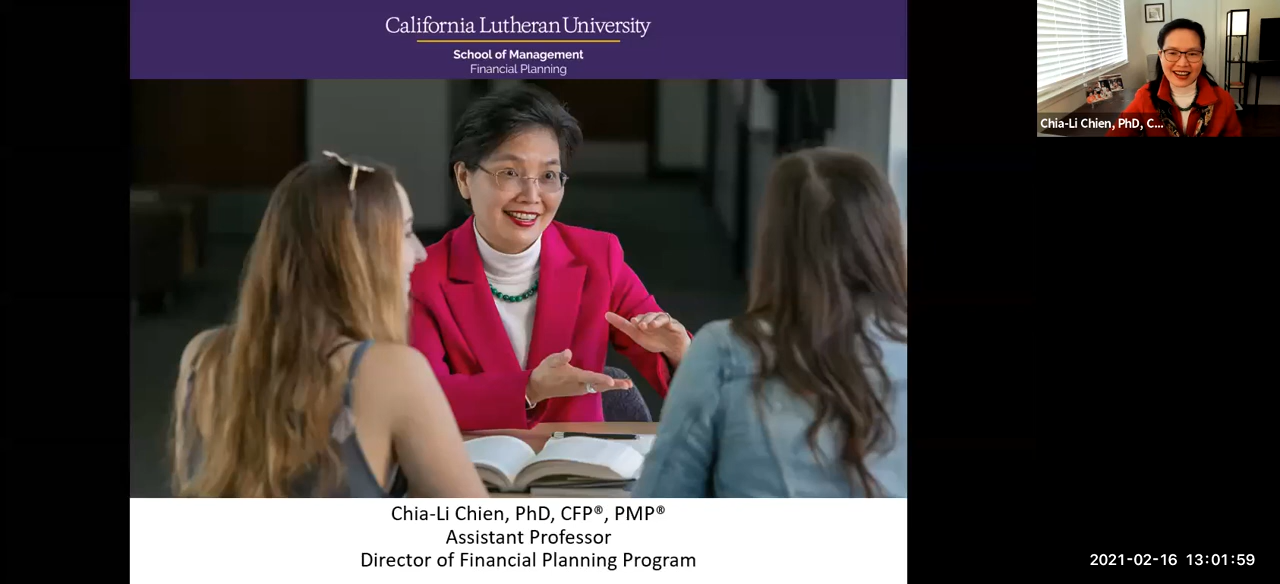 California Lutheran University
School of Management
Financial Planning
Chia-Li Chien, PhD, C...
Chia-Li Chien, PhD, CFP®, PMP®
Assistant Professor
Director of Financial Planning Program
2021-02-16 13:01:59